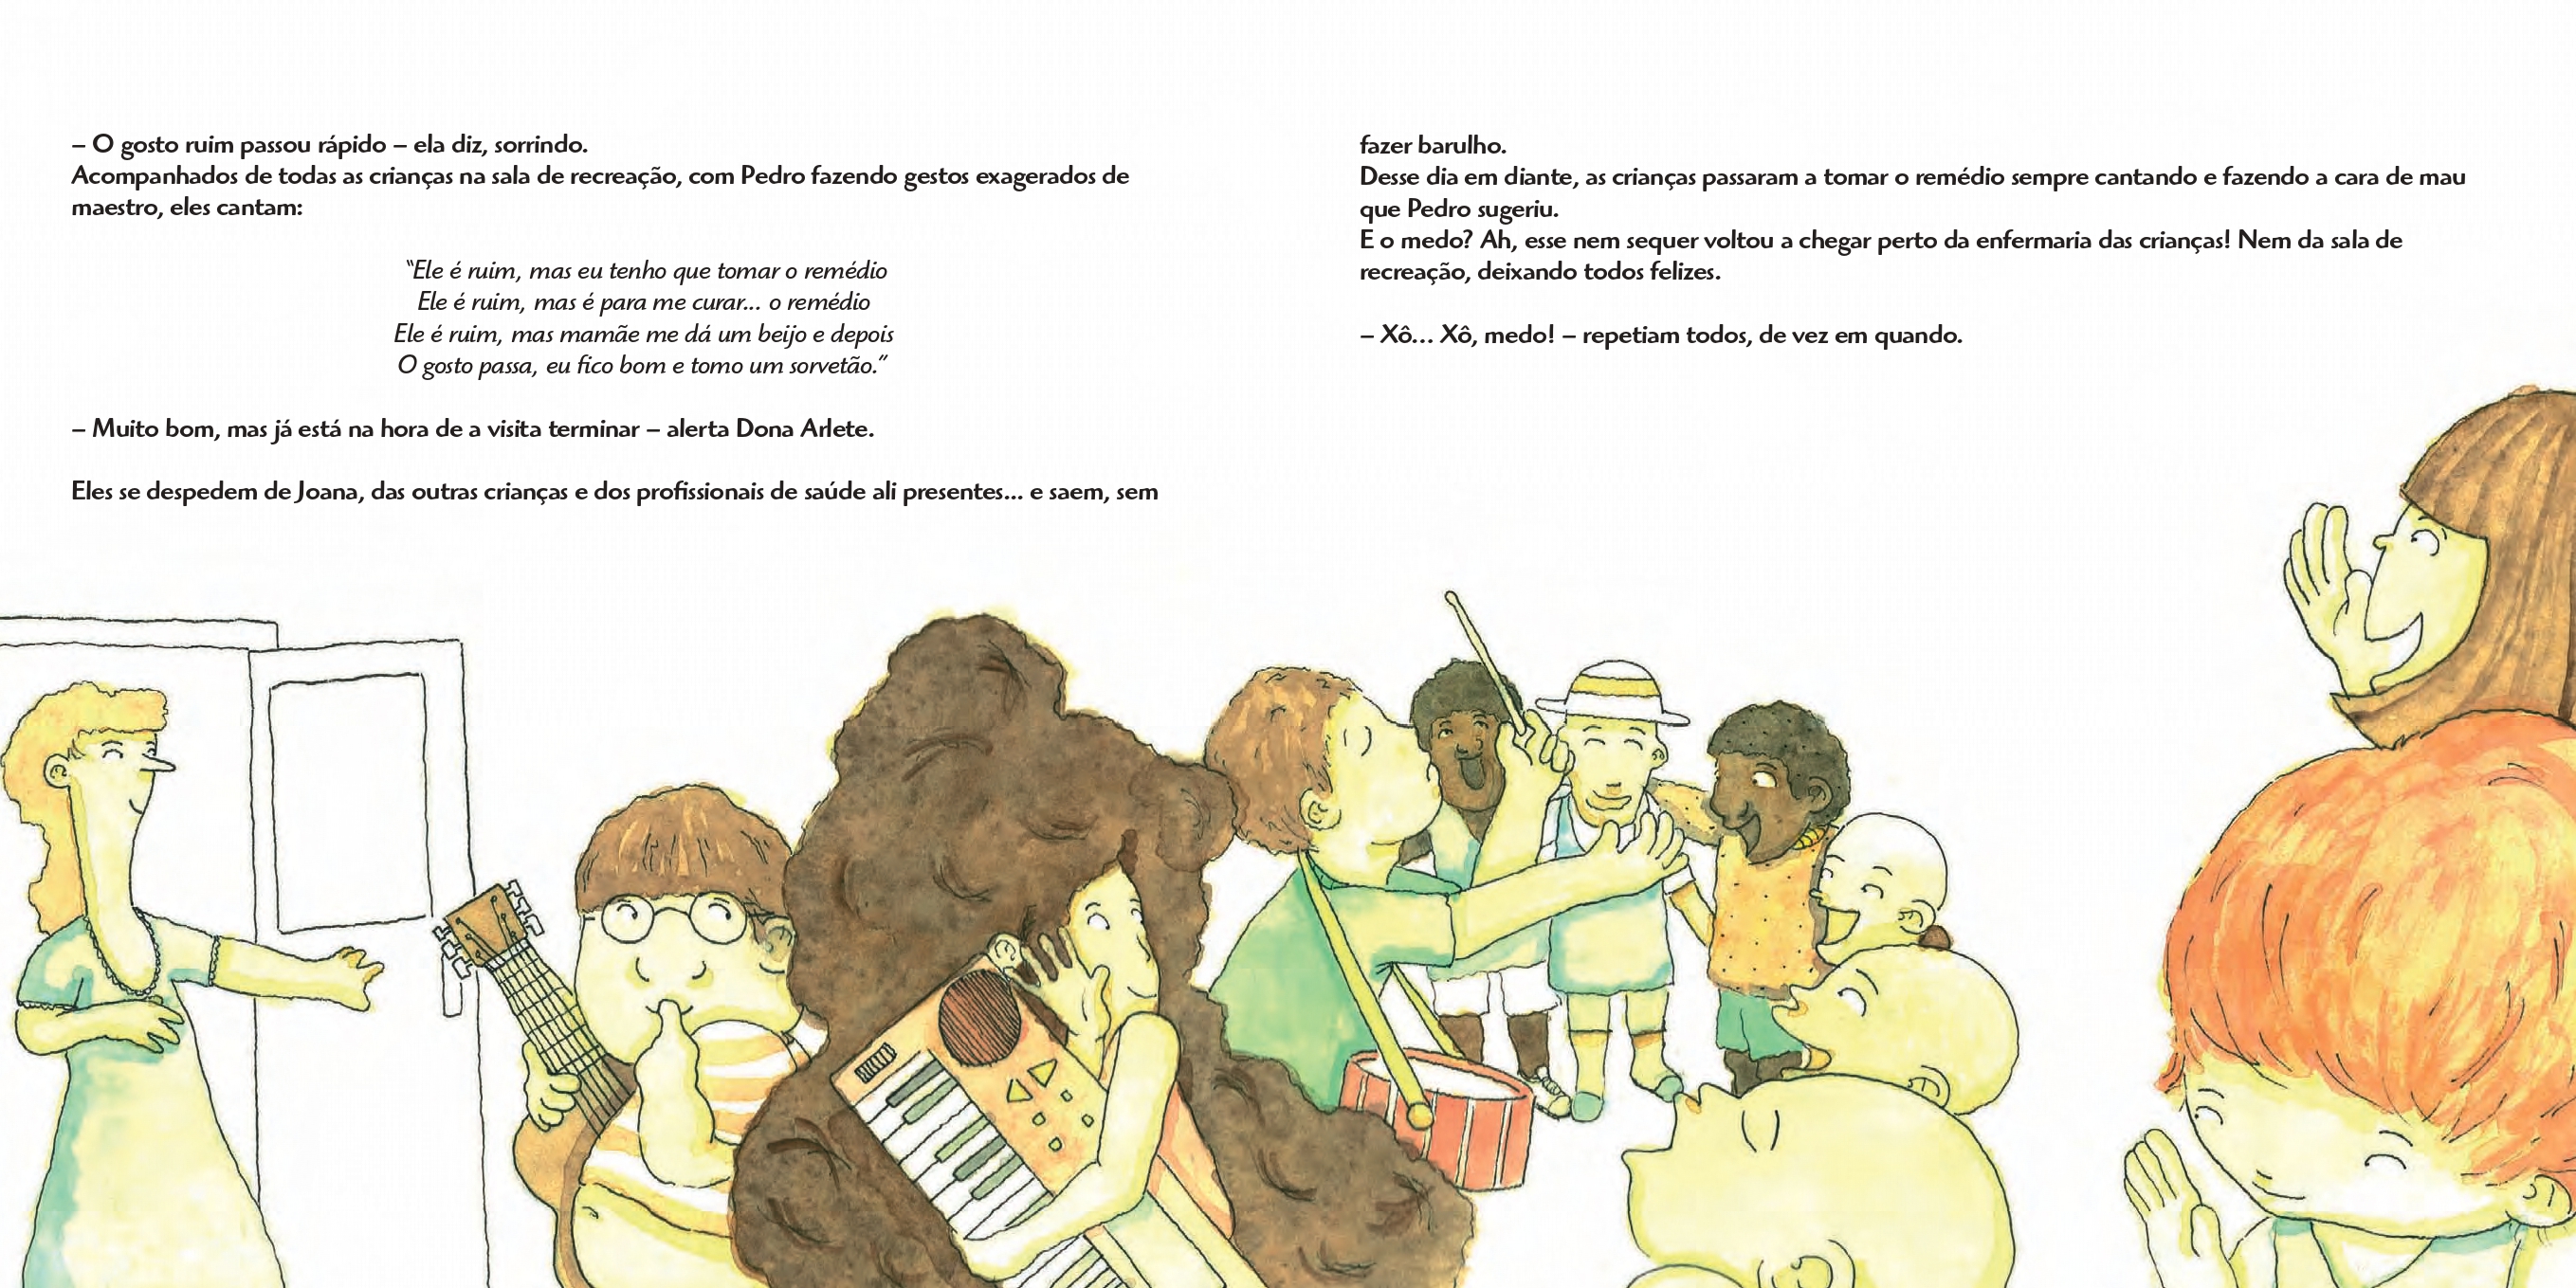 – O gosto ruim passou rápido – ela diz, sorrindo.
Acompanhados de todas as crianças na sala de recreação, com Pedro fazendo gestos exagerados de
maestro, eles cantam:
“Ele é ruim, mas eu tenho que tomar o remédio
Ele é ruim, mas é para me curar... o remédio
Ele é ruim, mas mamãe me dá um beijo e depois
O gosto passa, eu fico bom e tomo um sorvetão.”
– Muito bom, mas já está na hora de a visita terminar – alerta Dona Arlete.
Eles se despedem de Joana, das outras crianças e dos profissionais de saúde ali presentes... e saem, sem
fazer barulho.
Desse dia em diante, as crianças passaram a tomar o remédio sempre cantando e fazendo a cara de mau
que Pedro sugeriu.
E o medo? Ah, esse nem sequer voltou a chegar perto da enfermaria das crianças! Nem da sala de
recreação, deixando todos felizes.
– Xô... Xô, medo! – repetiam todos, de vez em quando.